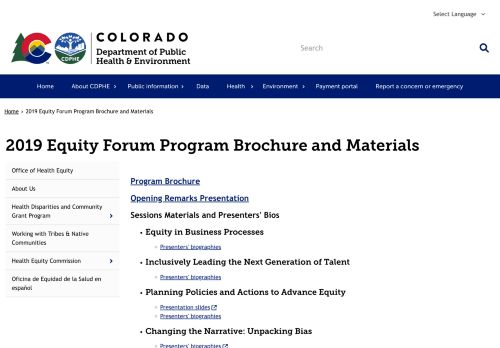 Select Language
COLORADO
Department of Public
Health & Environment
CDPHE
Search
Home
About CDPHE
Public information
Data
Health
Environment
Payment portal
Report a concern or emergency
Home › 2019 Equity Forum Program Brochure and Materials
2019 Equity Forum Program Brochure and Materials
Office of Health Equity
About Us
Health Disparities and Community
Grant Program
Working with Tribes & Native
Communities
Health Equity Commission
Oficina de Equidad de la Salud en
español
Program Brochure
Opening Remarks Presentation
Sessions Materials and Presenters' Bios
• Equity in Business Processes
Presenters' biographies
• Inclusively Leading the Next Generation of Talent
Presenters' biographies
• Planning Policies and Actions to Advance Equity
Presentation slides
Presenters' biographies
• Changing the Narrative: Unpacking Bias
Presenters' biographies